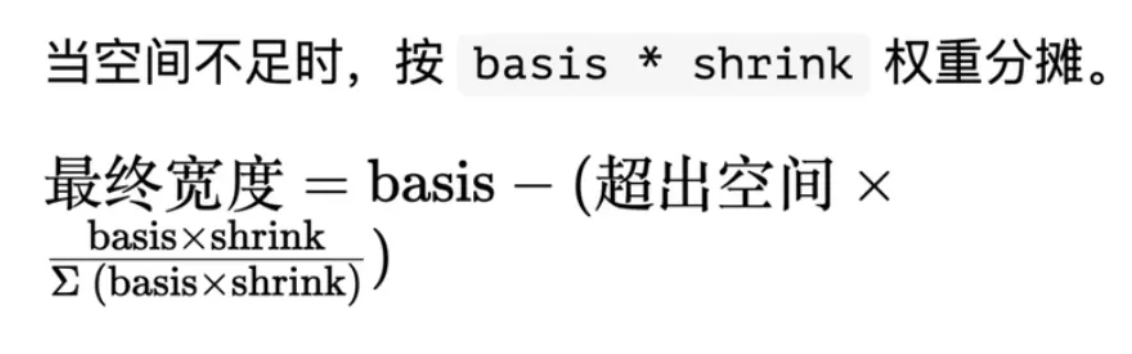 当空间不足时，按 basis * shrink 权重分摊。
最终宽度 = basis − (超出空间 ×
basis×shrink
Σ (basis×shrink) )